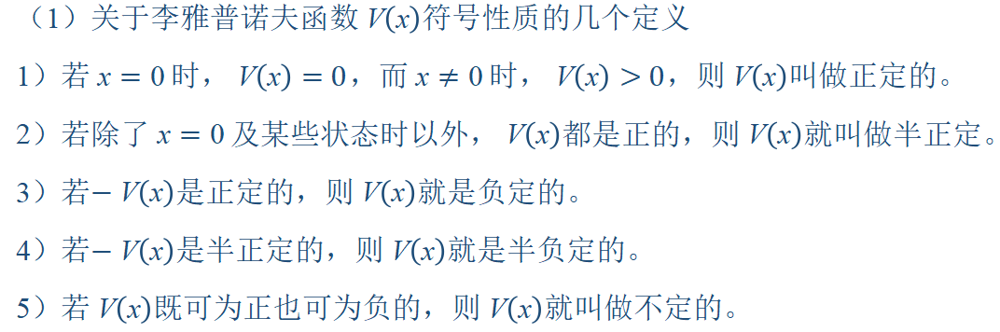 （1）关于李雅普诺夫函数 V(x)符号性质的几个定义
1）若 x = 0 时， V(x) = 0，而 x ≠ 0 时， V(x) > 0，则 V(x)叫做正定的。
2）若除了 x = 0 及某些状态时以外， V(x)都是正的，则 V(x)就叫做半正定。
3）若− V(x)是正定的，则 V(x)就是负定的。
4）若− V(x)是半正定的，则 V(x)就是半负定的。
5）若 V(x)既可为正也可为负的，则 V(x)就叫做不定的。